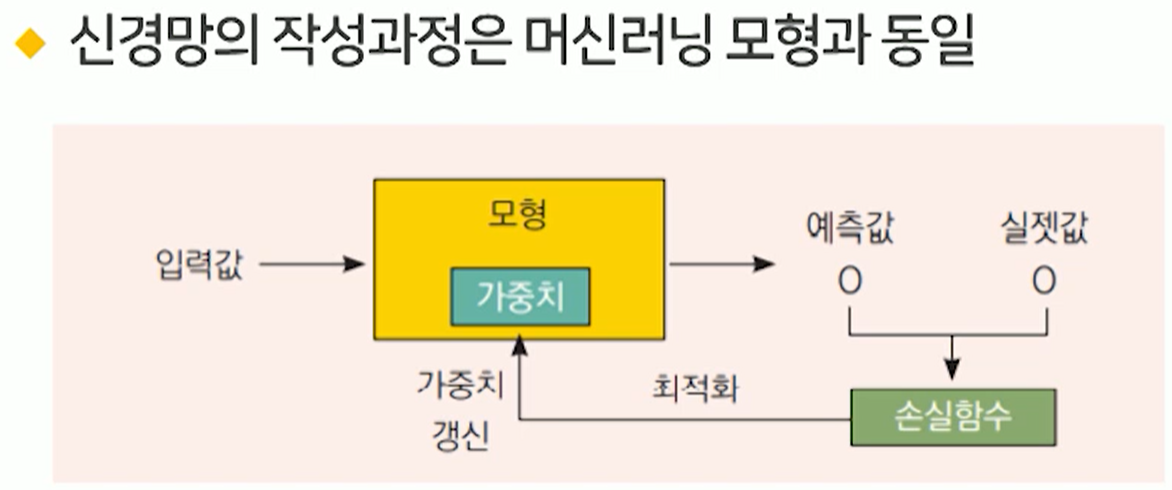 신경망의 작성과정은 머신러닝 모형과 동일
모형
예측값 실젯값
입력값
O O
가중치
가중치
갱신
최적화
손실함수